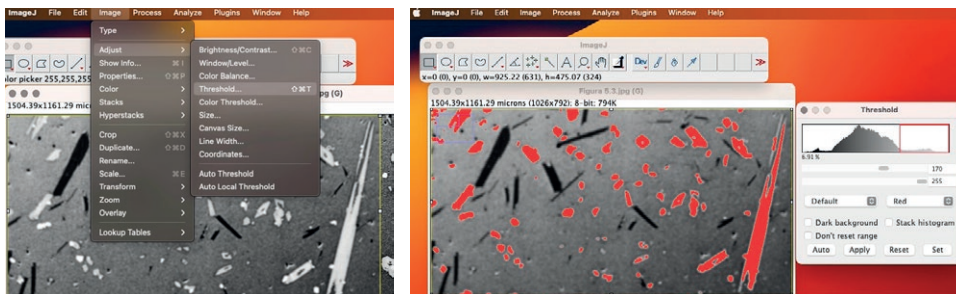 ImageJ File Edit Image Process Analyze Plugins Window Help
Type
Adjust
Show Info... ⌘ I
Properties... ⇧⌘P
Color
Stacks
Hyperstacks
Crop ⇧⌘X
Duplicate... ⇧⌘D
Rename...
Scale... ⌘E
Transform
Zoom
Overlay
Lookup Tables
Brightness/Contrast... ⇧⌘C
Window/Level...
Color Balance...
Threshold... ⇧⌘T
Color Threshold...
Size...
Canvas Size...
Line Width...
Coordinates...
Auto Threshold
Auto Local Threshold
olor picker 255,255,255
pg (G)
1504.39x1161.29 micr
ImageJ File Edit Image Process Analyze Plugins Window Help
ImageJ
A Dev
x=0 (0), y=0 (0), w=925.22 (631), h=475.07 (324)
Figura 5.3.jpg (G)
1504.39x1161.29 microns (1026x792); 8-bit; 794K
Threshold
6.91 %
170
255
Default Red
Dark background Stack histogram
Don't reset range
Auto Apply Reset Set